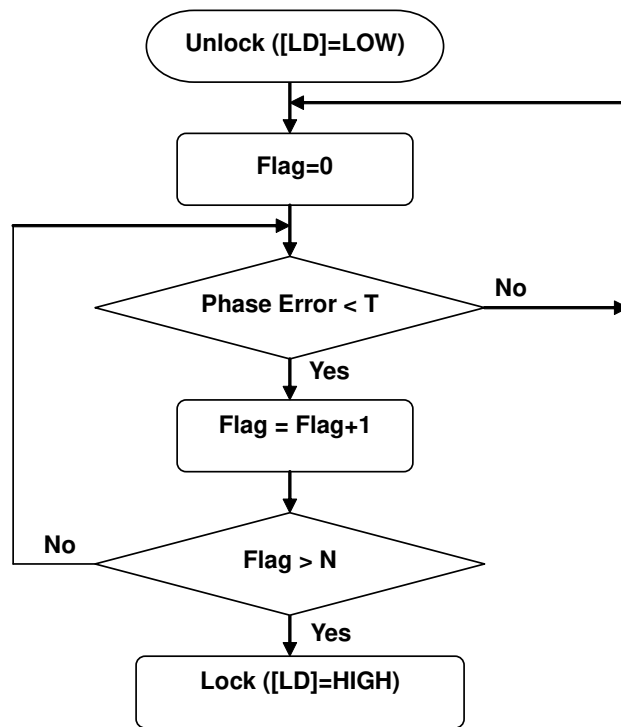 Unlock ([LD]=LOW)
Flag=0
Phase Error < T
No
Yes
Flag = Flag+1
No
Flag > N
Yes
Lock ([LD]=HIGH)